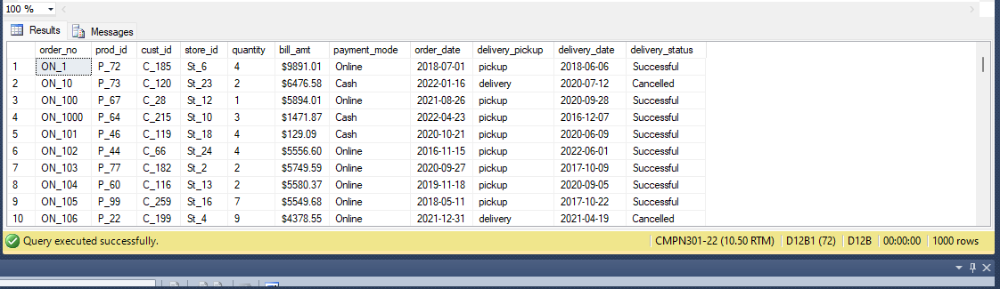 100 %
Results Messages
order_no prod_id cust_id store_id quantity bill_amt payment_mode order_date delivery_pickup delivery_date delivery_status
1 ON_1 P_72 C_185 St_6 4 $9891.01 Online 2018-07-01 pickup 2018-06-06 Successful
2 ON_10 P_73 C_120 St_23 2 $6476.58 Cash 2022-01-16 delivery 2020-07-12 Cancelled
3 ON_100 P_67 C_28 St_12 1 $5894.01 Online 2021-08-26 pickup 2020-09-28 Successful
4 ON_1000 P_64 C_215 St_10 3 $1471.87 Cash 2022-04-23 pickup 2016-12-07 Successful
5 ON_101 P_46 C_119 St_18 4 $129.09 Cash 2020-10-21 pickup 2020-06-09 Successful
6 ON_102 P_44 C_66 St_24 4 $5556.60 Online 2016-11-15 pickup 2022-06-01 Successful
7 ON_103 P_77 C_182 St_2 2 $5749.59 Online 2020-09-27 pickup 2017-10-09 Successful
8 ON_104 P_60 C_116 St_13 2 $5580.37 Online 2019-11-18 pickup 2020-09-05 Successful
9 ON_105 P_99 C_259 St_16 7 $5549.68 Online 2018-05-11 pickup 2017-10-22 Successful
10 ON_106 P_22 C_199 St_4 9 $4378.55 Online 2021-12-31 delivery 2021-04-19 Cancelled
Query executed successfully. CMPN301-22 (10.50 RTM) D12B1 (72) D12B 00:00:00 1000 rows